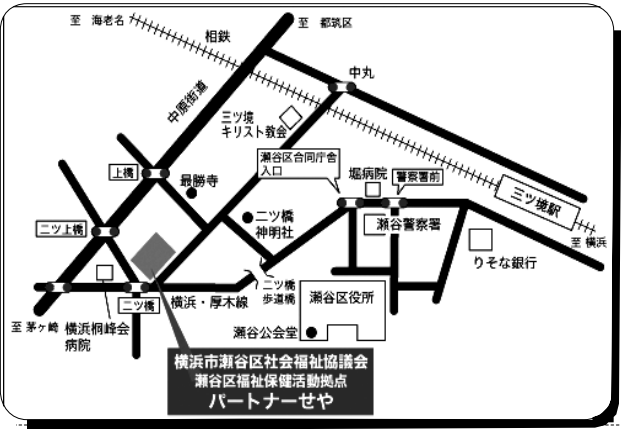 至 海老名
至 都筑区
相鉄
中丸
中原街道
三ツ境
キリスト教会
瀬谷区合同庁舎
入口
堀病院
警察署前
上橋
最勝寺
三ツ境駅
二ツ橋
神明社
瀬谷警察署
二ツ上橋
至 横浜
りそな銀行
二ツ橋
歩道橋
瀬谷区役所
二ツ橋
横浜・厚木線
至 茅ヶ崎
横浜桐峰会
病院
瀬谷公会堂
横浜市瀬谷区社会福祉協議会
瀬谷区福祉保健活動拠点
パートナーせや